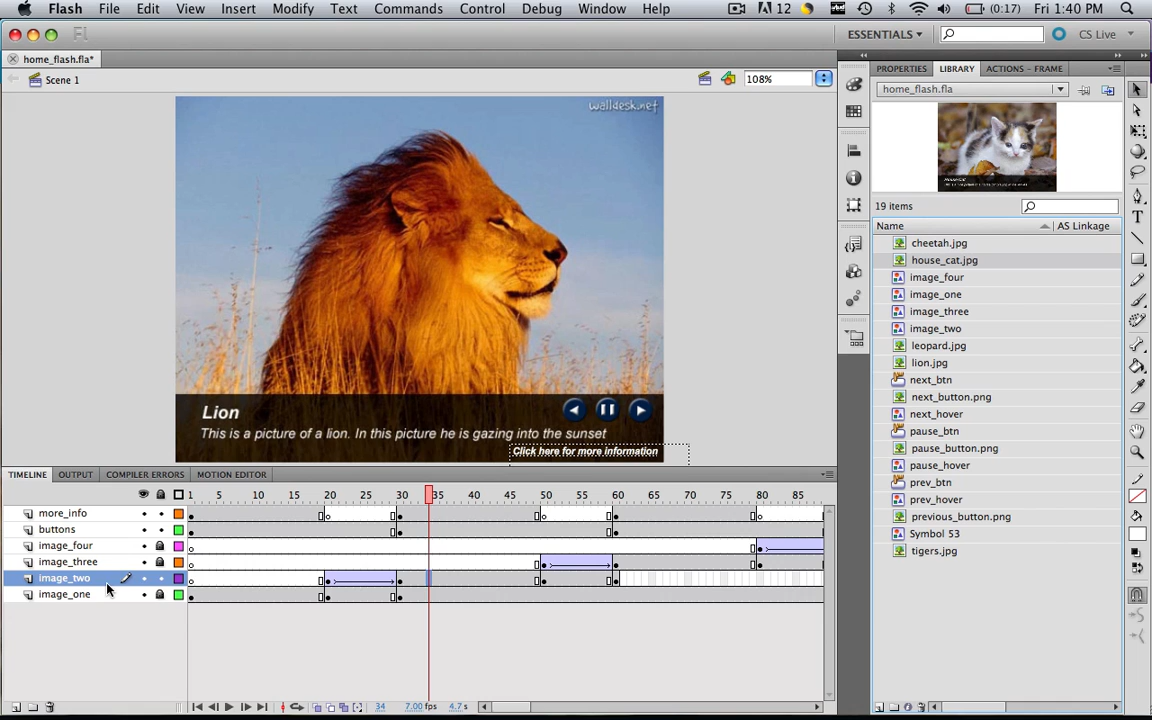 Flash File Edit View Insert Modify Text Commands Control Debug Window Help 12 (0:17) Fri 1:40 PM
Fl ESSENTIALS CS Live
home_flash.fla*
Scene 1 108%
walldesk.net
Lion
This is a picture of a lion. In this picture he is gazing into the sunset
Click here for more information
TIMELINE OUTPUT COMPILER ERRORS MOTION EDITOR
1 5 10 15 20 25 30 35 40 45 50 55 60 65 70 75 80 85
more_info
buttons
image_four
image_three
image_two
image_one
34 7.00 fps 4.7 s
PROPERTIES LIBRARY ACTIONS - FRAME
home_flash.fla
19 items
Name AS Linkage
cheetah.jpg
house_cat.jpg
image_four
image_one
image_three
image_two
leopard.jpg
lion.jpg
next_btn
next_button.png
next_hover
pause_btn
pause_button.png
pause_hover
prev_btn
prev_hover
previous_button.png
Symbol 53
tigers.jpg